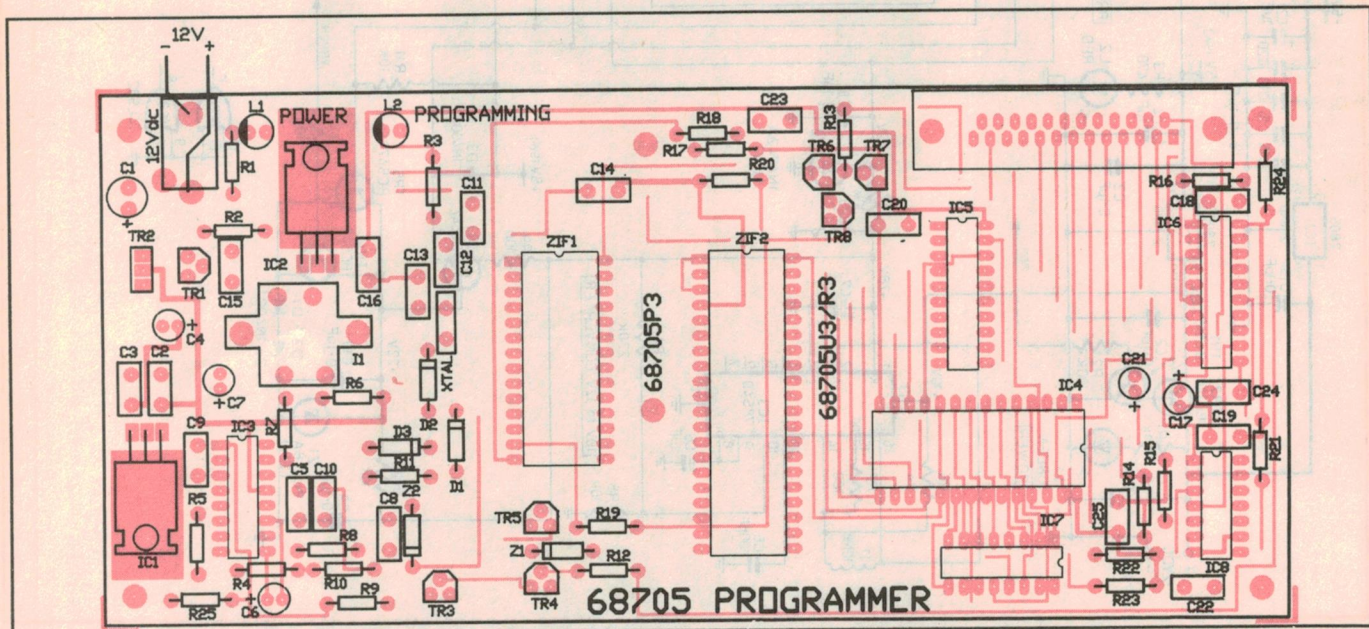 12V
- +
12Vdc
L1
POWER
L2
PROGRAMMING
C1
+
R1
R3
C11
R2
TR2
TR1
C15
IC2
C16
C13
C12
XTAL
I1
+
C4
C3
C2
+
C7
R6
R7
C9
IC3
D3
R11
D2
D1
Z2
R5
C5
C10
C8
IC1
R8
R4
R10
R9
R25
+
C6
TR3
C14
ZIF1
68705P3
TR5
R19
Z1
R12
TR4
R18
R17
C23
R20
R13
TR6
TR7
TR8
C20
ZIF2
68705U3/R3
IC5
IC4
IC7
R16
C18
R24
IC6
C21
+
+
C17
C24
C19
R21
R14
R15
C25
R22
R23
IC8
C22
68705 PROGRAMMER